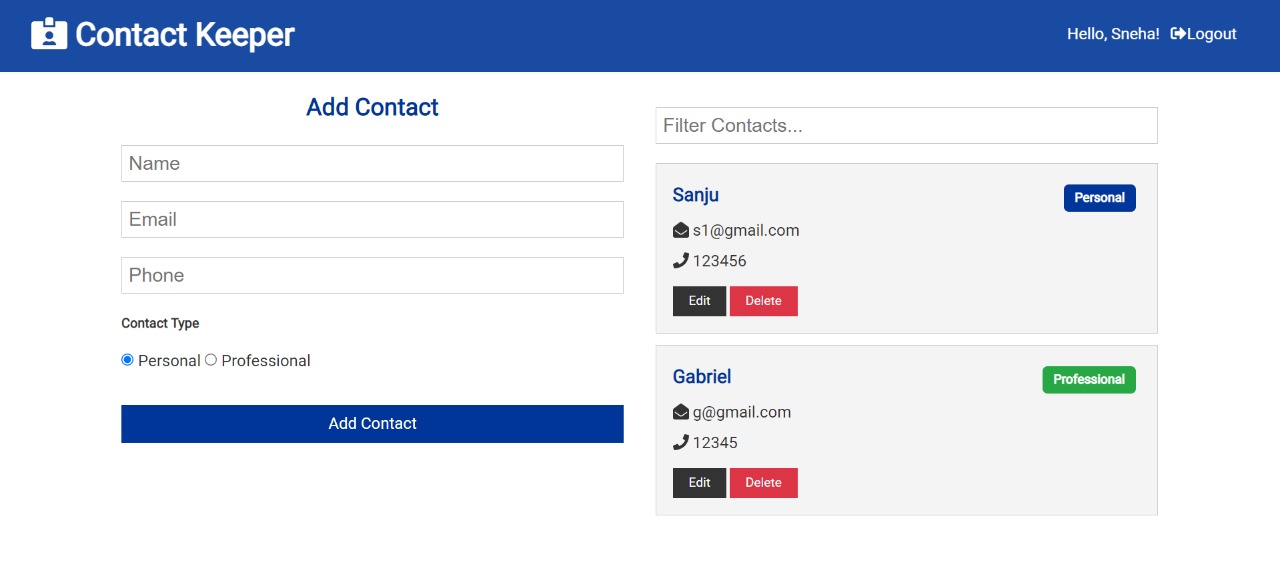 Contact Keeper
Hello, Sneha! Logout
Add Contact
Name
Email
Phone
Contact Type
Personal Professional
Add Contact
Filter Contacts...
Sanju Personal
s1@gmail.com
123456
Edit Delete
Gabriel Professional
g@gmail.com
12345
Edit Delete